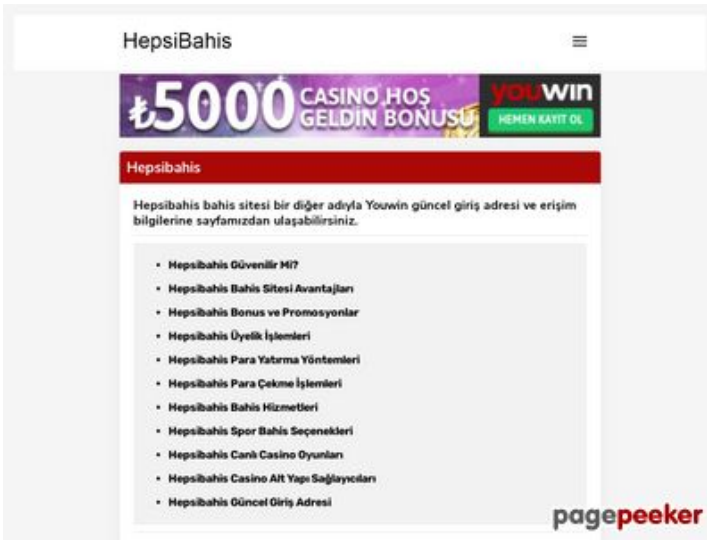 HepsiBahis
₺5000 CASINO HOŞ GELDİN BONUSU
youwin
HEMEN KAYIT OL
Hepsibahis
Hepsibahis bahis sitesi bir diğer adıyla Youwin güncel giriş adresi ve erişim
bilgilerine sayfamızdan ulaşabilirsiniz.
• Hepsibahis Güvenilir Mi?
• Hepsibahis Bahis Sitesi Avantajları
• Hepsibahis Bonus ve Promosyonlar
• Hepsibahis Üyelik İşlemleri
• Hepsibahis Para Yatırma Yöntemleri
• Hepsibahis Para Çekme İşlemleri
• Hepsibahis Bahis Hizmetleri
• Hepsibahis Spor Bahis Seçenekleri
• Hepsibahis Canlı Casino Oyunları
• Hepsibahis Casino Alt Yapı Sağlayıcıları
• Hepsibahis Güncel Giriş Adresi
pagepeeker